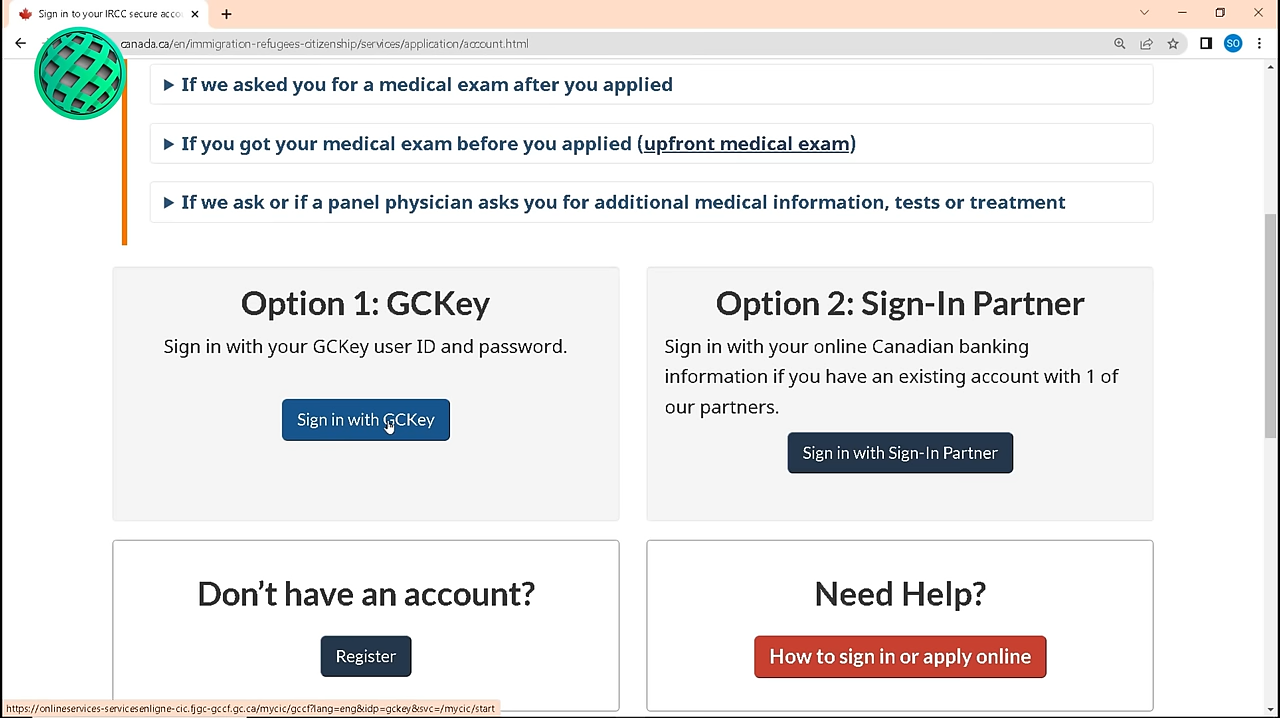 Sign in to your IRCC secure acco
canada.ca/en/immigration-refugees-citizenship/services/application/account.html
SO
If we asked you for a medical exam after you applied
If you got your medical exam before you applied (upfront medical exam)
If we ask or if a panel physician asks you for additional medical information, tests or treatment
Option 1: GCKey
Sign in with your GCKey user ID and password.
Sign in with GCKey
Option 2: Sign-In Partner
Sign in with your online Canadian banking
information if you have an existing account with 1 of
our partners.
Sign in with Sign-In Partner
Don’t have an account?
Register
Need Help?
How to sign in or apply online
https://onlineservices-servicesenligne-cic.fjgc-gccf.gc.ca/mycic/gccf?lang=eng&idp=gckey&svc=/mycic/start